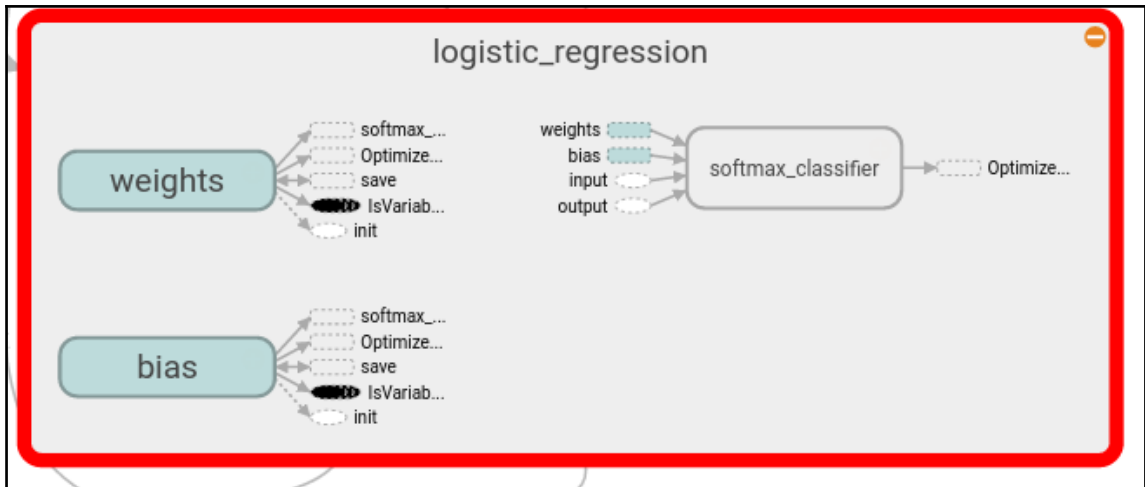 logistic_regression
weights
softmax_...
Optimize...
save
IsVariab...
init
weights
bias
input
output
softmax_classifier
Optimize...
bias
softmax_...
Optimize...
save
IsVariab...
init